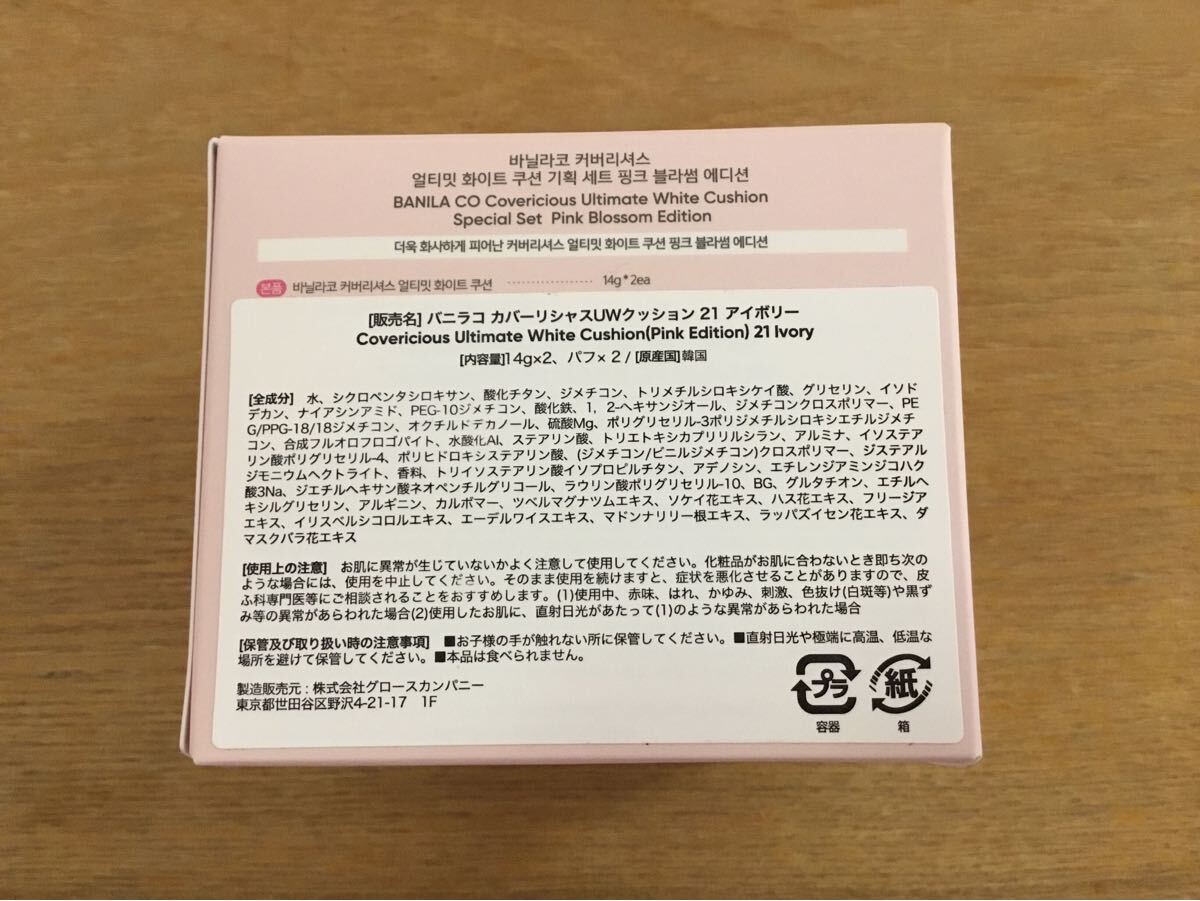 바닐라코 커버리셔스
얼티밋 화이트 쿠션 기획 세트 핑크 블라썸 에디션
BANILA CO Covericious Ultimate White Cushion
Special Set Pink Blossom Edition
더욱 화사하게 피어난 커버리셔스 얼티밋 화이트 쿠션 핑크 블라썸 에디션
본품 바닐라코 커버리셔스 얼티밋 화이트 쿠션 ················ 14g*2ea
[販売名] バニラコ カバーリシャスUWクッション 21 アイボリー
Covericious Ultimate White Cushion(Pink Edition) 21 Ivory
[内容量]14g×2、パフ×2 / [原産国]韓国
[全成分] 水、シクロペンタシロキサン、酸化チタン、ジメチコン、トリメチルシロキシケイ酸、グリセリン、イソド
デカン、ナイアシンアミド、PEG-10ジメチコン、酸化鉄、1，2-ヘキサンジオール、ジメチコンクロスポリマー、PE
G/PPG-18/18ジメチコン、オクチルドデカノール、硫酸Mg、ポリグリセリル-3ポリジメチルシロキシエチルジメチ
コン、合成フルオロフロゴパイト、水酸化Al、ステアリン酸、トリエトキシカプリリルシラン、アルミナ、イソステア
リン酸ポリグリセリル-4、ポリヒドロキシステアリン酸、(ジメチコン/ビニルジメチコン)クロスポリマー、ジステアル
ジモニウムヘクトライト、香料、トリイソステアリン酸イソプロピルチタン、アデノシン、エチレンジアミンジコハク
酸3Na、ジエチルヘキサン酸ネオペンチルグリコール、ラウリン酸ポリグリセリル-10、BG、グルタチオン、エチルヘ
キシルグリセリン、アルギニン、カルボマー、ツベルマグナツムエキス、ソケイ花エキス、ハス花エキス、フリージア
エキス、イリスベルシコロルエキス、エーデルワイスエキス、マドンナリリー根エキス、ラッパズイセン花エキス、ダ
マスクバラ花エキス
[使用上の注意] お肌に異常が生じていないかよく注意して使用してください。化粧品がお肌に合わないとき即ち次の
ような場合には、使用を中止してください。そのまま使用を続けますと、症状を悪化させることがありますので、皮
ふ科専門医等にご相談されることをおすすめします。(1)使用中、赤味、はれ、かゆみ、刺激、色抜け(白斑等)や黒ず
み等の異常があらわれた場合(2)使用したお肌に、直射日光があたって(1)のような異常があらわれた場合
[保管及び取り扱い時の注意事項] ■お子様の手が触れない所に保管してください。■直射日光や極端に高温、低温な
場所を避けて保管してください。■本品は食べられません。
製造販売元 : 株式会社グロースカンパニー
東京都世田谷区野沢4-21-17 1F
プラ 紙
容器 箱